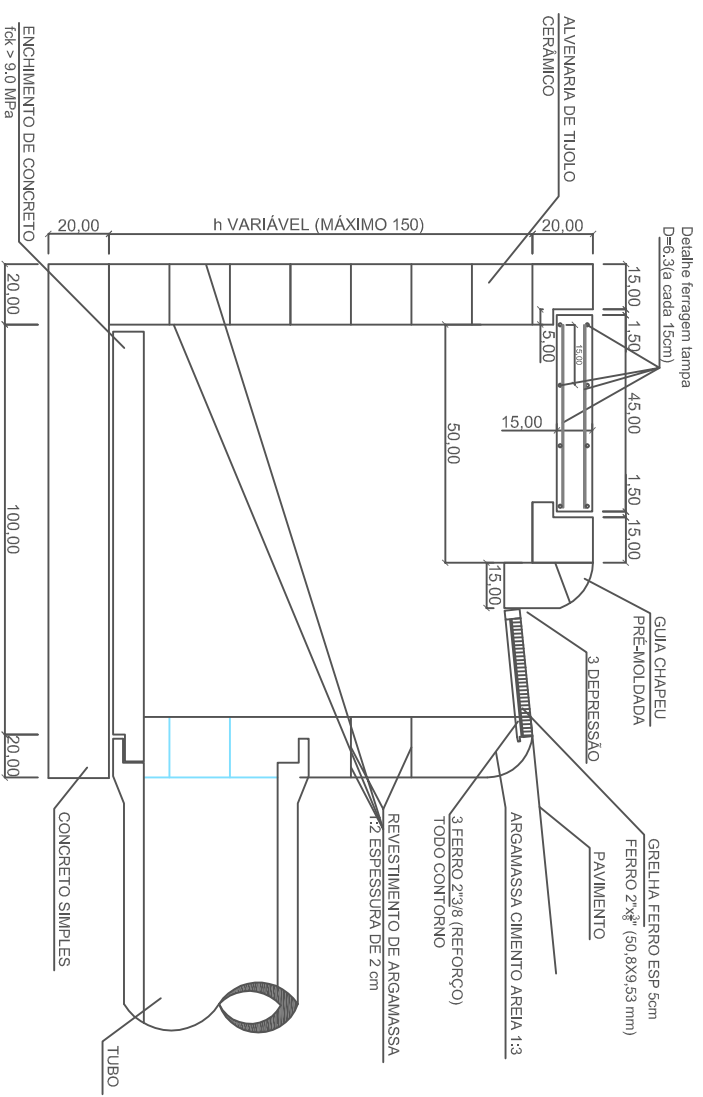 Detalhe ferragem tampa
D=6.3(a cada 15cm)
ALVENARIA DE TIJOLO
CERÂMICO
15,00
1,50
45,00
1,50
15,00
5,00
15,00
15,00
50,00
15,00
20,00
h VARIÁVEL (MÁXIMO 150)
20,00
GUIA CHAPEU
PRÉ-MOLDADA
3 DEPRESSÃO
GRELHA FERRO ESP 5cm
FERRO 2"x3/8" (50,8X9,53 mm)
PAVIMENTO
ARGAMASSA CIMENTO AREIA 1:3
3 FERRO 2"3/8 (REFORÇO)
TODO CONTORNO
REVESTIMENTO DE ARGAMASSA
1:2 ESPESSURA DE 2 cm
ENCHIMENTO DE CONCRETO
fck > 9.0 MPa
20,00
100,00
20,00
CONCRETO SIMPLES
TUBO